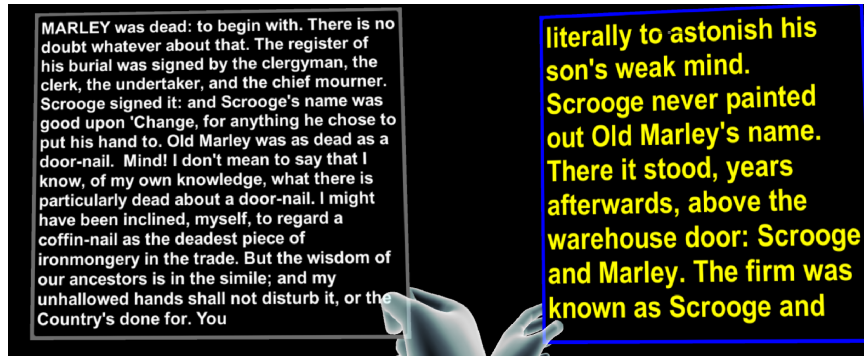 MARLEY was dead: to begin with. There is no
doubt whatever about that. The register of
his burial was signed by the clergyman, the
clerk, the undertaker, and the chief mourner.
Scrooge signed it: and Scrooge's name was
good upon 'Change, for anything he chose to
put his hand to. Old Marley was as dead as a
door-nail.  Mind! I don't mean to say that I
know, of my own knowledge, what there is
particularly dead about a door-nail. I might
have been inclined, myself, to regard a
coffin-nail as the deadest piece of
ironmongery in the trade. But the wisdom of
our ancestors is in the simile; and my
unhallowed hands shall not disturb it, or the
Country's done for. You
literally to astonish his
son's weak mind.
Scrooge never painted
out Old Marley's name.
There it stood, years
afterwards, above the
warehouse door: Scrooge
and Marley. The firm was
known as Scrooge and